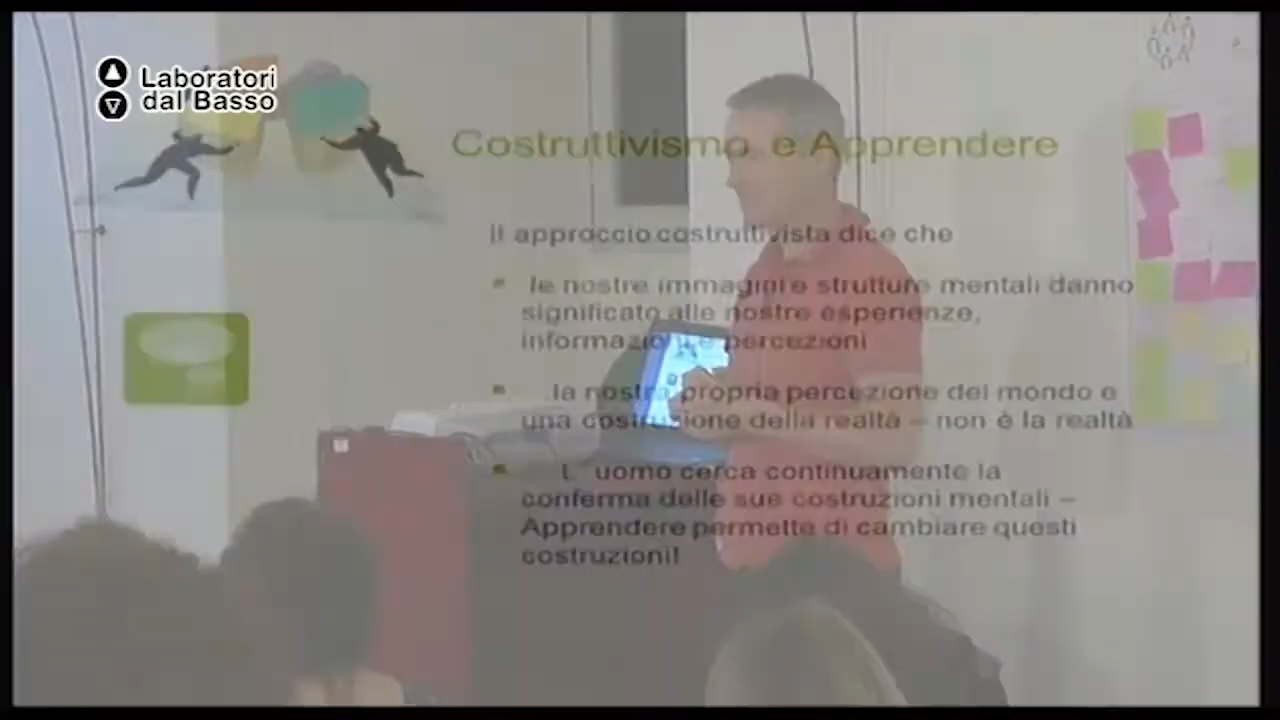 Laboratori
dal Basso
Costruttivismo e Apprendere
Il approccio costruttivista dice che
le nostre immagini e strutture mentali danno
significato alle nostre esperienze,
informazioni e percezioni
..la nostra propria percezione del mondo e
una costruzione della realtà – non è la realtà
L uomo cerca continuamente la
conferma delle sue costruzioni mentali –
Apprendere permette di cambiare questi
costruzioni!